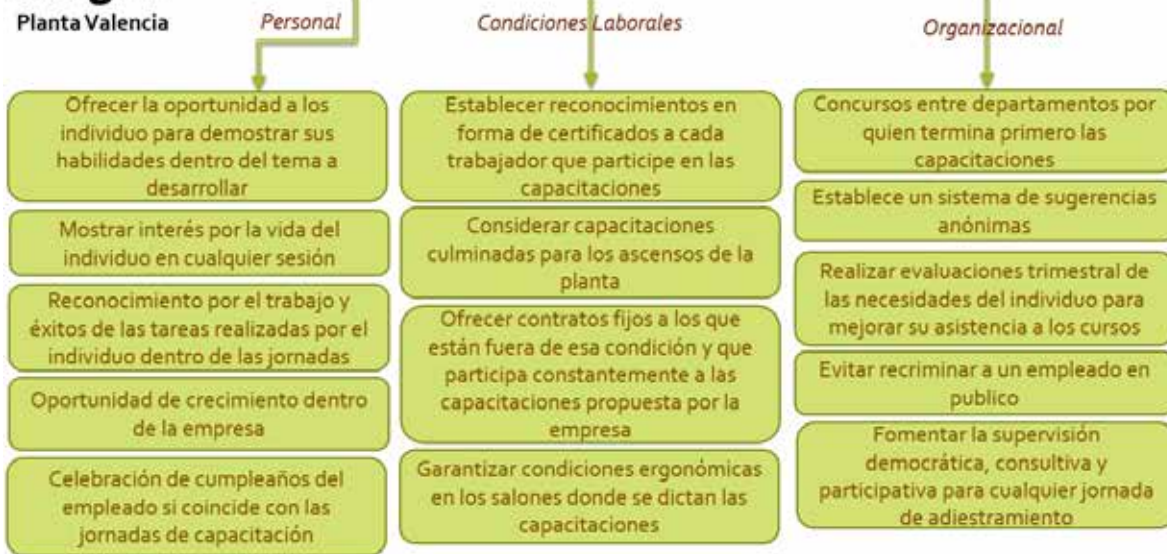 Planta Valencia
Personal
Condiciones Laborales
Organizacional
Ofrecer la oportunidad a los
individuo para demostrar sus
habilidades dentro del tema a
desarrollar
Mostrar interés por la vida del
individuo en cualquier sesión
Reconocimiento por el trabajo y
éxitos de las tareas realizadas por el
individuo dentro de las jornadas
Oportunidad de crecimiento dentro
de la empresa
Celebración de cumpleaños del
empleado si coincide con las
jornadas de capacitación
Establecer reconocimientos en
forma de certificados a cada
trabajador que participe en las
capacitaciones
Considerar capacitaciones
culminadas para los ascensos de la
planta
Ofrecer contratos fijos a los que
están fuera de esa condición y que
participa constantemente a las
capacitaciones propuesta por la
empresa
Garantizar condiciones ergonómicas
en los salones donde se dictan las
capacitaciones
Concursos entre departamentos por
quien termina primero las
capacitaciones
Establece un sistema de sugerencias
anónimas
Realizar evaluaciones trimestral de
las necesidades del individuo para
mejorar su asistencia a los cursos
Evitar recriminar a un empleado en
publico
Fomentar la supervisión
democrática, consultiva y
participativa para cualquier jornada
de adiestramiento